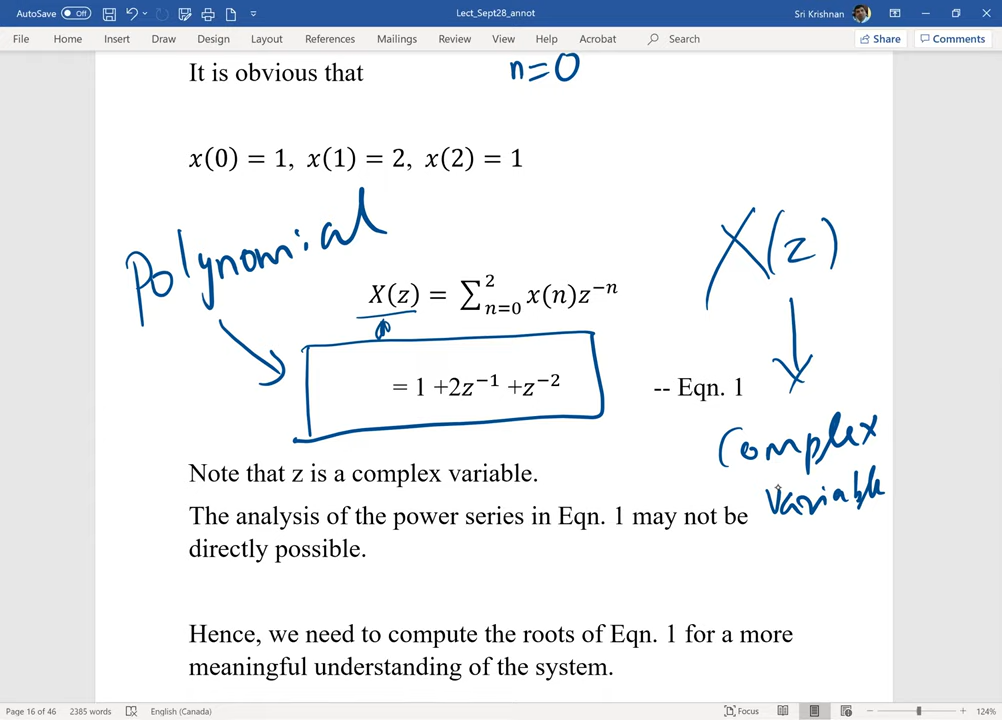 AutoSave Off
Lect_Sept28_annot
Sri Krishnan
File Home Insert Draw Design Layout References Mailings Review View Help Acrobat Search Share Comments
It is obvious that n=0
x(0) = 1, x(1) = 2, x(2) = 1
Polynomial
X(z)
X(z) = ∑²ₙ₌₀ x(n)z⁻ⁿ
= 1 +2z⁻¹ +z⁻² -- Eqn. 1
Complex
variable
Note that z is a complex variable.
The analysis of the power series in Eqn. 1 may not be
directly possible.
Hence, we need to compute the roots of Eqn. 1 for a more
meaningful understanding of the system.
Page 16 of 46 2385 words English (Canada) Focus 124%